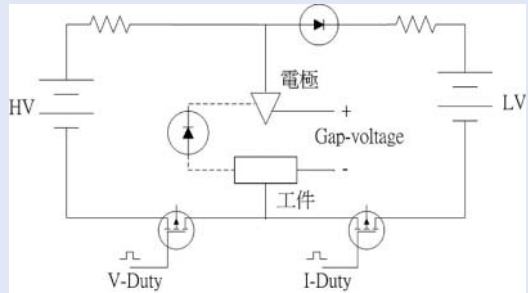 電極
HV
LV
+
Gap-voltage
-
工件
V-Duty
I-Duty